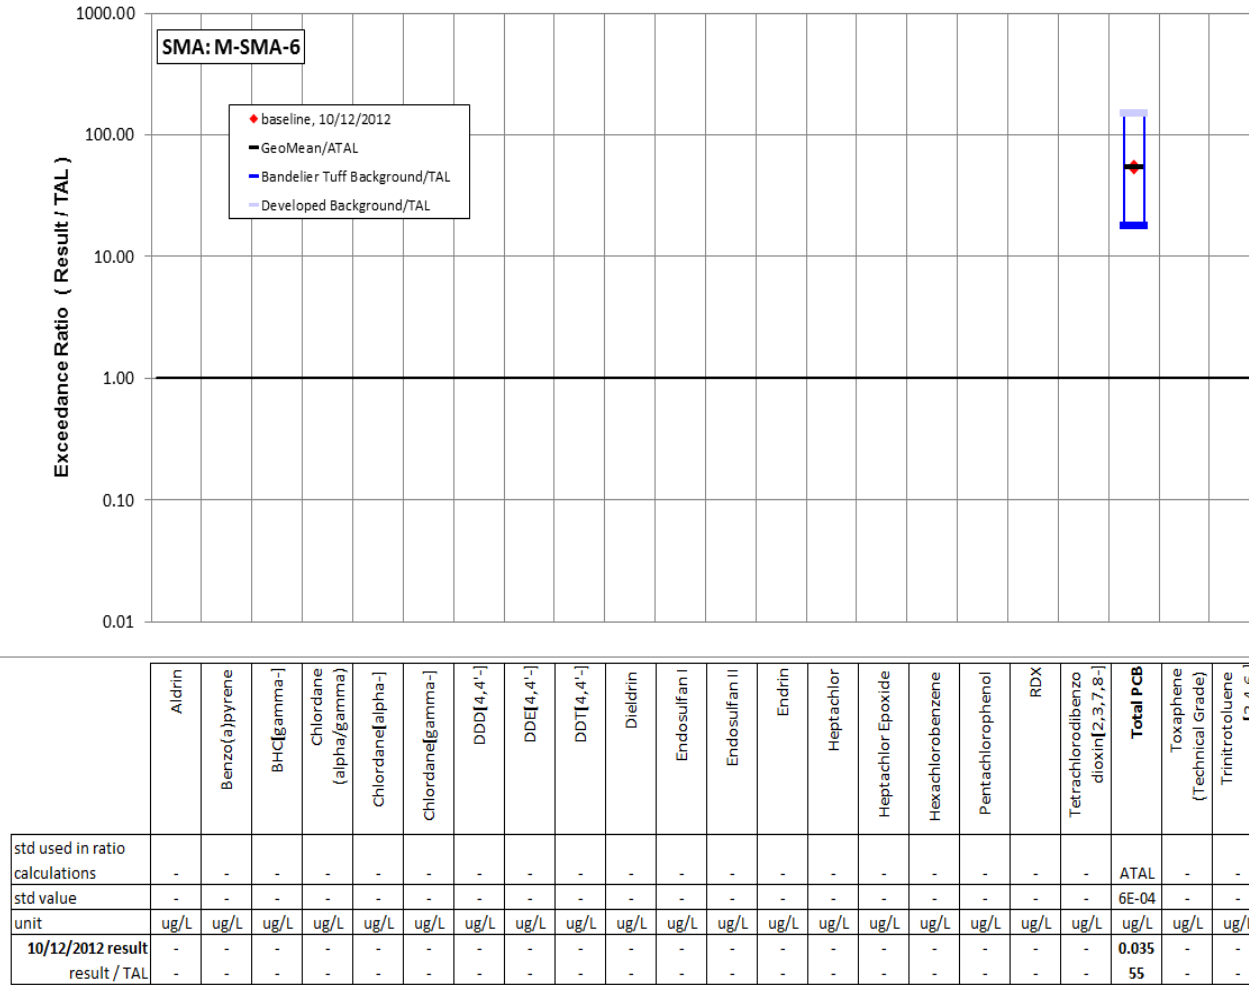 1000.00
SMA: M-SMA-6
baseline, 10/12/2012
100.00
GeoMean/ATAL
Bandelier Tuff Background/TAL
Developed Background/TAL
10.00
1.00
0.10
0.01
Exceedance Ratio ( Result / TAL )
Aldrin
Benzo(a)pyrene
BHC[gamma-]
Chlordane
(alpha/gamma)
Chlordane[alpha-]
Chlordane[gamma-]
DDD[4,4'-]
DDE[4,4'-]
DDT[4,4'-]
Dieldrin
Endosulfan I
Endosulfan II
Endrin
Heptachlor
Heptachlor Epoxide
Hexachlorobenzene
Pentachlorophenol
RDX
Tetrachlorodibenzo
dioxin[2,3,7,8-]
Total PCB
Toxaphene
(Technical Grade)
Trinitrotoluene
std used in ratio
calculations - - - - - - - - - - - - - - - - - - - ATAL - -
std value - - - - - - - - - - - - - - - - - - - 6E-04 - -
unit ug/L ug/L ug/L ug/L ug/L ug/L ug/L ug/L ug/L ug/L ug/L ug/L ug/L ug/L ug/L ug/L ug/L ug/L ug/L ug/L ug/L ug/L
10/12/2012 result - - - - - - - - - - - - - - - - - - - 0.035 - -
result / TAL - - - - - - - - - - - - - - - - - - - 55 - -